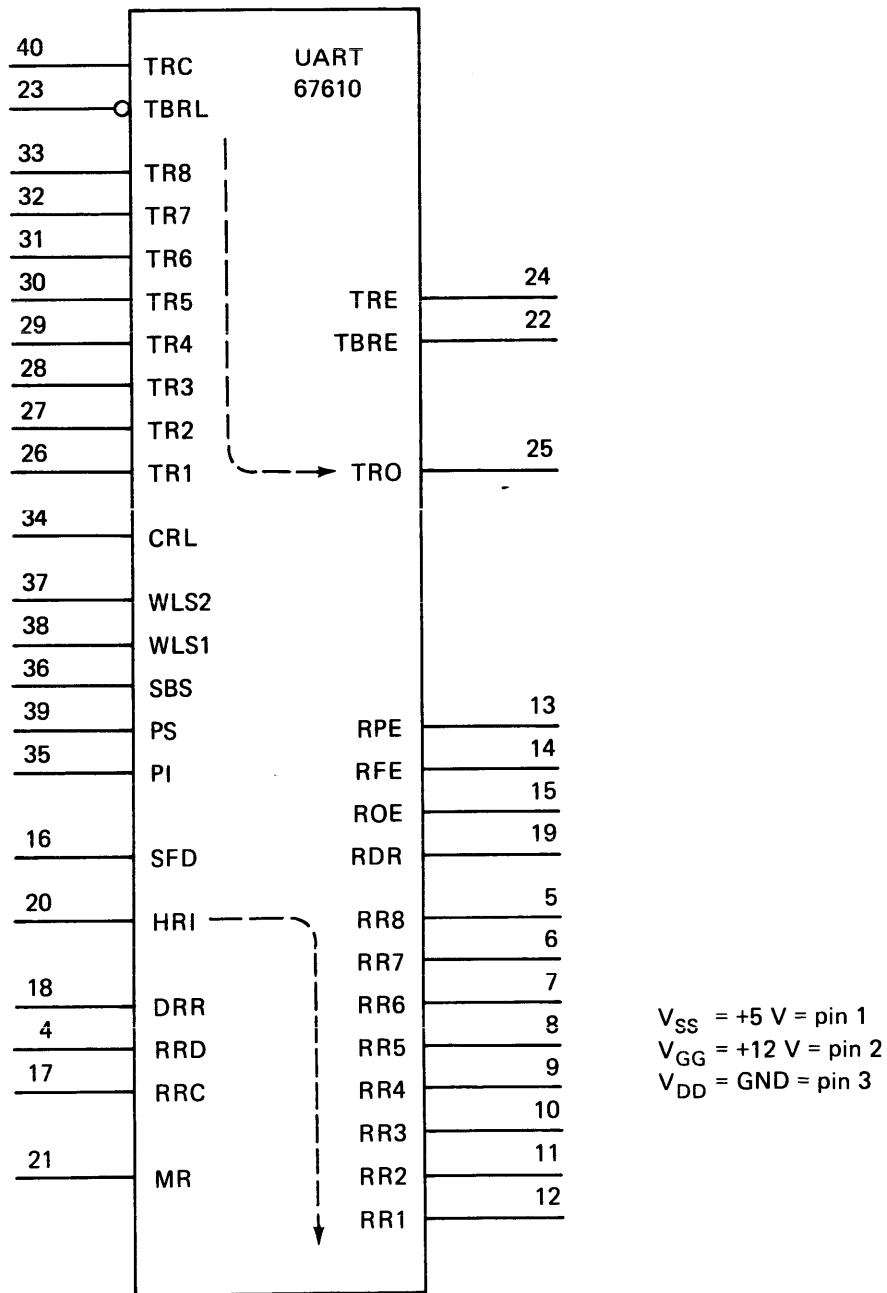 UART
67610
40 TRC
23 TBRL
33 TR8
32 TR7
31 TR6
30 TR5
29 TR4
28 TR3
27 TR2
26 TR1
TRE 24
TBRE 22
TRO 25
34 CRL
37 WLS2
38 WLS1
36 SBS
39 PS
35 PI
16 SFD
20 HRI
18 DRR
4 RRD
17 RRC
21 MR
RPE 13
RFE 14
ROE 15
RDR 19
RR8 5
RR7 6
RR6 7
RR5 8
RR4 9
RR3 10
RR2 11
RR1 12
VSS = +5 V = pin 1
VGG = +12 V = pin 2
VDD = GND = pin 3